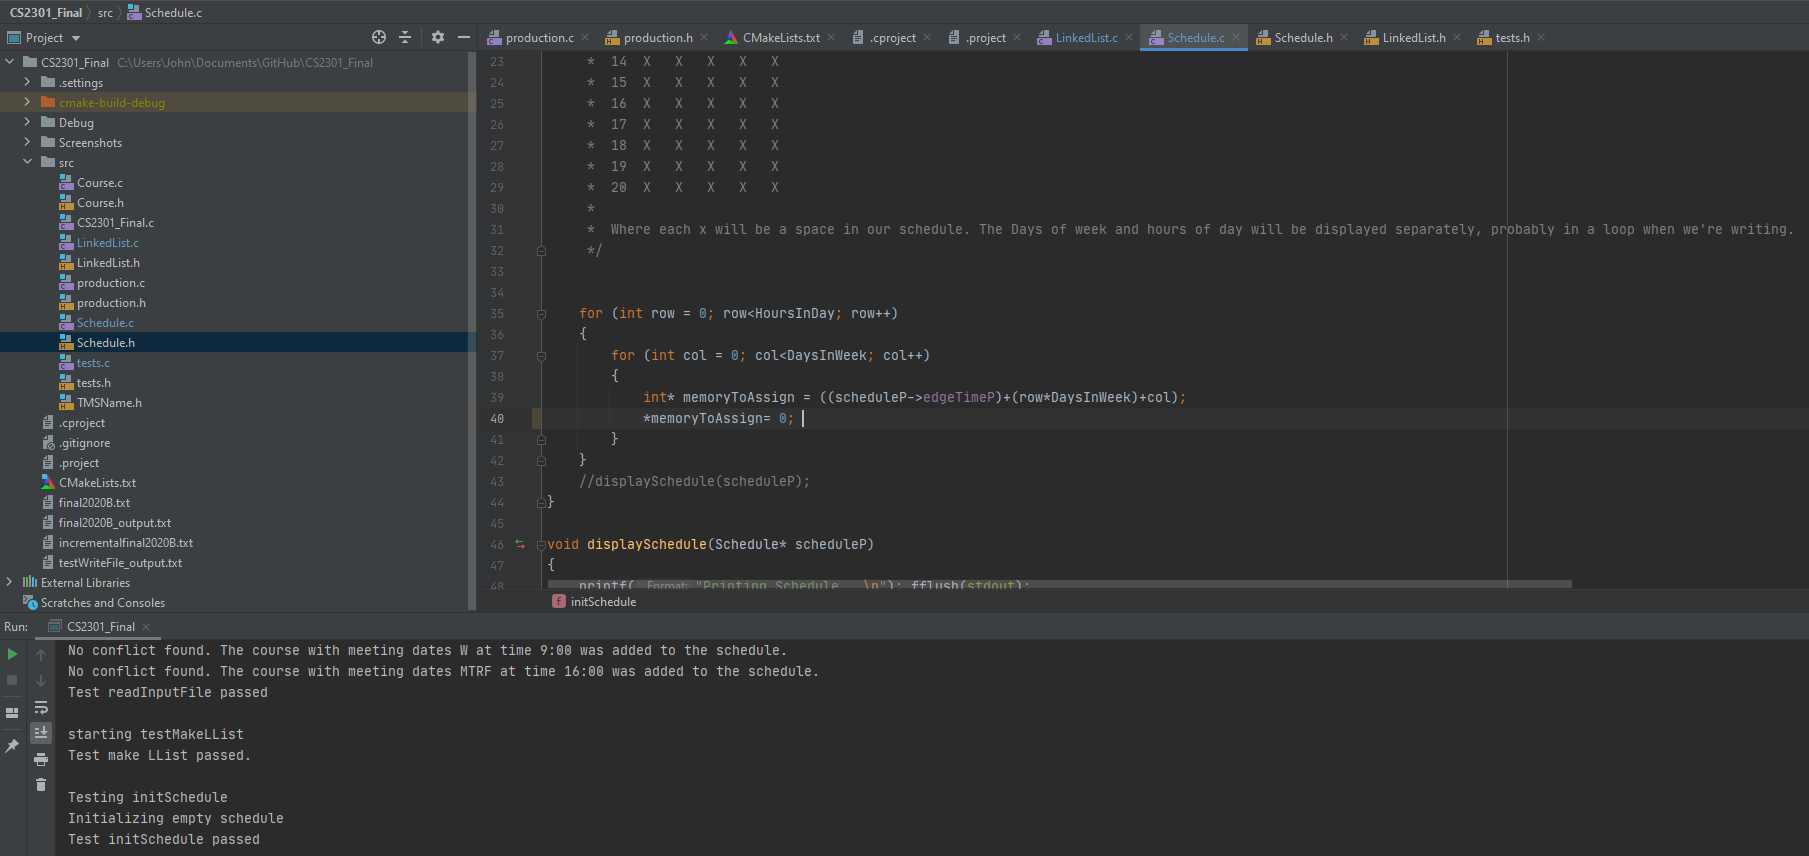 CS2301_Final 〉 src 〉 Schedule.c
Project
production.c production.h CMakeLists.txt .cproject .project LinkedList.c Schedule.c Schedule.h LinkedList.h tests.h
CS2301_Final C:\Users\John\Documents\GitHub\CS2301_Final
.settings
cmake-build-debug
Debug
Screenshots
src
Course.c
Course.h
CS2301_Final.c
LinkedList.c
LinkedList.h
production.c
production.h
Schedule.c
Schedule.h
tests.c
tests.h
TMSName.h
.cproject
.gitignore
.project
CMakeLists.txt
final2020B.txt
final2020B_output.txt
incrementalfinal2020B.txt
testWriteFile_output.txt
External Libraries
Scratches and Consoles
23 * 14 X X X X X
24 * 15 X X X X X
25 * 16 X X X X X
26 * 17 X X X X X
27 * 18 X X X X X
28 * 19 X X X X X
29 * 20 X X X X X
30 *
31 * Where each x will be a space in our schedule. The Days of week and hours of day will be displayed separately, probably in a loop when we're writing.
32 */
33
34
35 for (int row = 0; row<HoursInDay; row++)
36 {
37 for (int col = 0; col<DaysInWeek; col++)
38 {
39 int* memoryToAssign = ((scheduleP->edgeTimeP)+(row*DaysInWeek)+col);
40 *memoryToAssign= 0;
41 }
42 }
43 //displaySchedule(scheduleP);
44 }
45
46 void displaySchedule(Schedule* scheduleP)
47 {
48 printf( Format: "Printing Schedule...\n"); fflush(stdout);
f initSchedule
Run: CS2301_Final
No conflict found. The course with meeting dates W at time 9:00 was added to the schedule.
No conflict found. The course with meeting dates MTRF at time 16:00 was added to the schedule.
Test readInputFile passed
starting testMakeLList
Test make LList passed.
Testing initSchedule
Initializing empty schedule
Test initSchedule passed